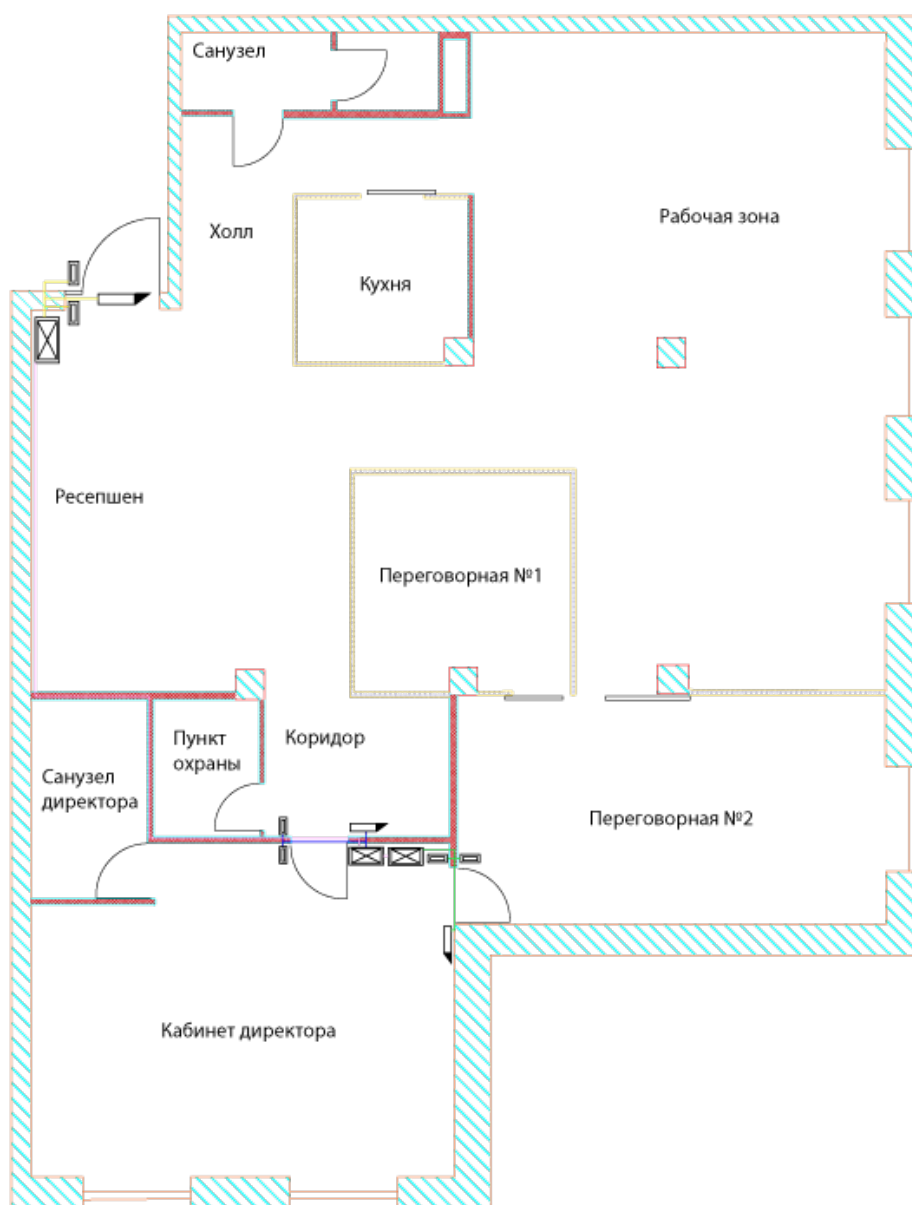 Санузел
Холл
Рабочая зона
Кухня
Ресепшен
Переговорная №1
Пункт
охраны
Коридор
Санузел
директора
Переговорная №2
Кабинет директора